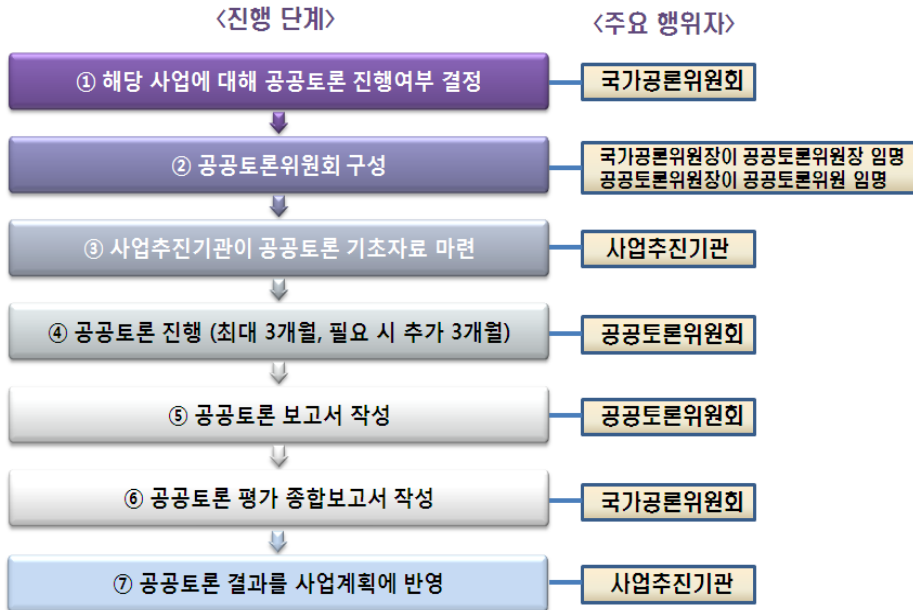 <진행 단계>
<주요 행위자>
① 해당 사업에 대해 공공토론 진행여부 결정
국가공론위원회
② 공공토론위원회 구성
국가공론위원장이 공공토론위원장 임명
공공토론위원장이 공공토론위원 임명
③ 사업추진기관이 공공토론 기초자료 마련
사업추진기관
④ 공공토론 진행 (최대 3개월, 필요 시 추가 3개월)
공공토론위원회
⑤ 공공토론 보고서 작성
공공토론위원회
⑥ 공공토론 평가 종합보고서 작성
국가공론위원회
⑦ 공공토론 결과를 사업계획에 반영
사업추진기관